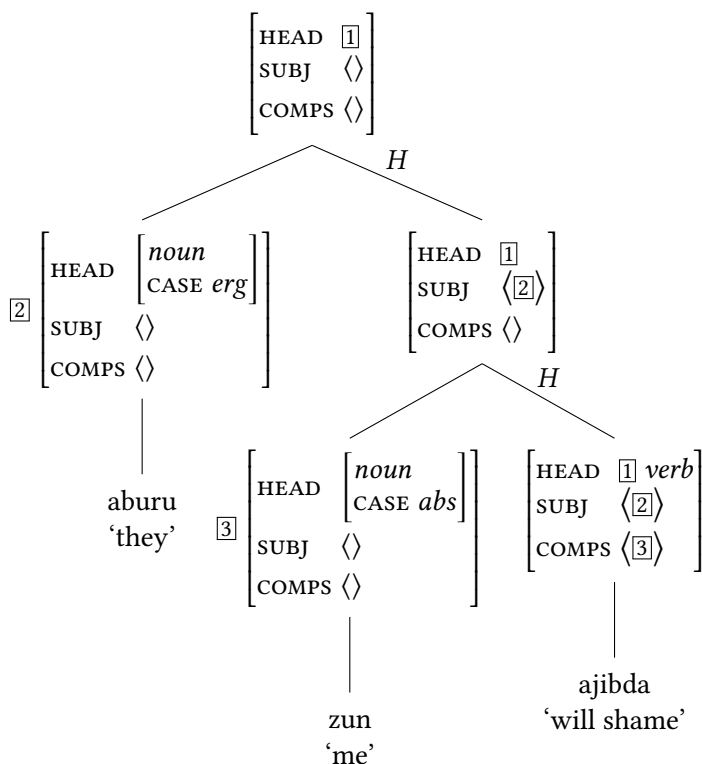 HEAD 1
SUBJ ⟨⟩
COMPS ⟨⟩
H
2
HEAD [noun
CASE erg]
SUBJ ⟨⟩
COMPS ⟨⟩
HEAD 1
SUBJ ⟨2⟩
COMPS ⟨⟩
H
aburu
‘they’
3
HEAD [noun
CASE abs]
SUBJ ⟨⟩
COMPS ⟨⟩
HEAD 1 verb
SUBJ ⟨2⟩
COMPS ⟨3⟩
zun
‘me’
ajibda
‘will shame’